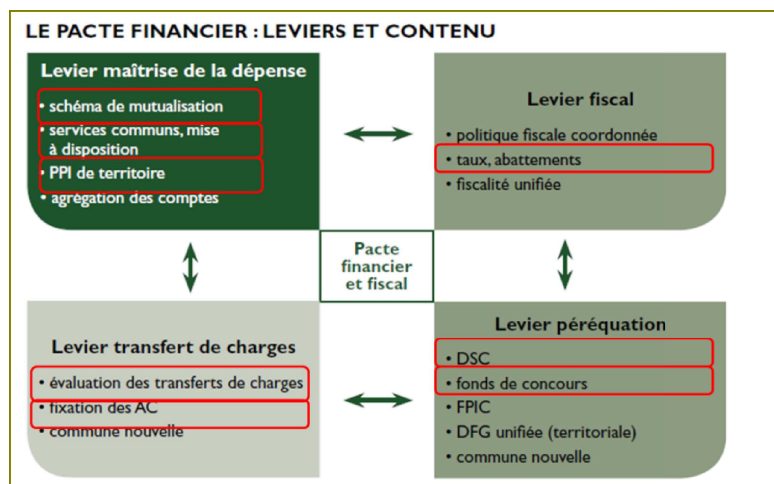 LE PACTE FINANCIER : LEVIERS ET CONTENU
Levier maîtrise de la dépense
• schéma de mutualisation
• services communs, mise
à disposition
• PPI de territoire
• agrégation des comptes
Levier fiscal
• politique fiscale coordonnée
• taux, abattements
• fiscalité unifiée
Pacte
financier
et fiscal
Levier transfert de charges
• évaluation des transferts de charges
• fixation des AC
• commune nouvelle
Levier péréquation
• DSC
• fonds de concours
• FPIC
• DFG unifiée (territoriale)
• commune nouvelle